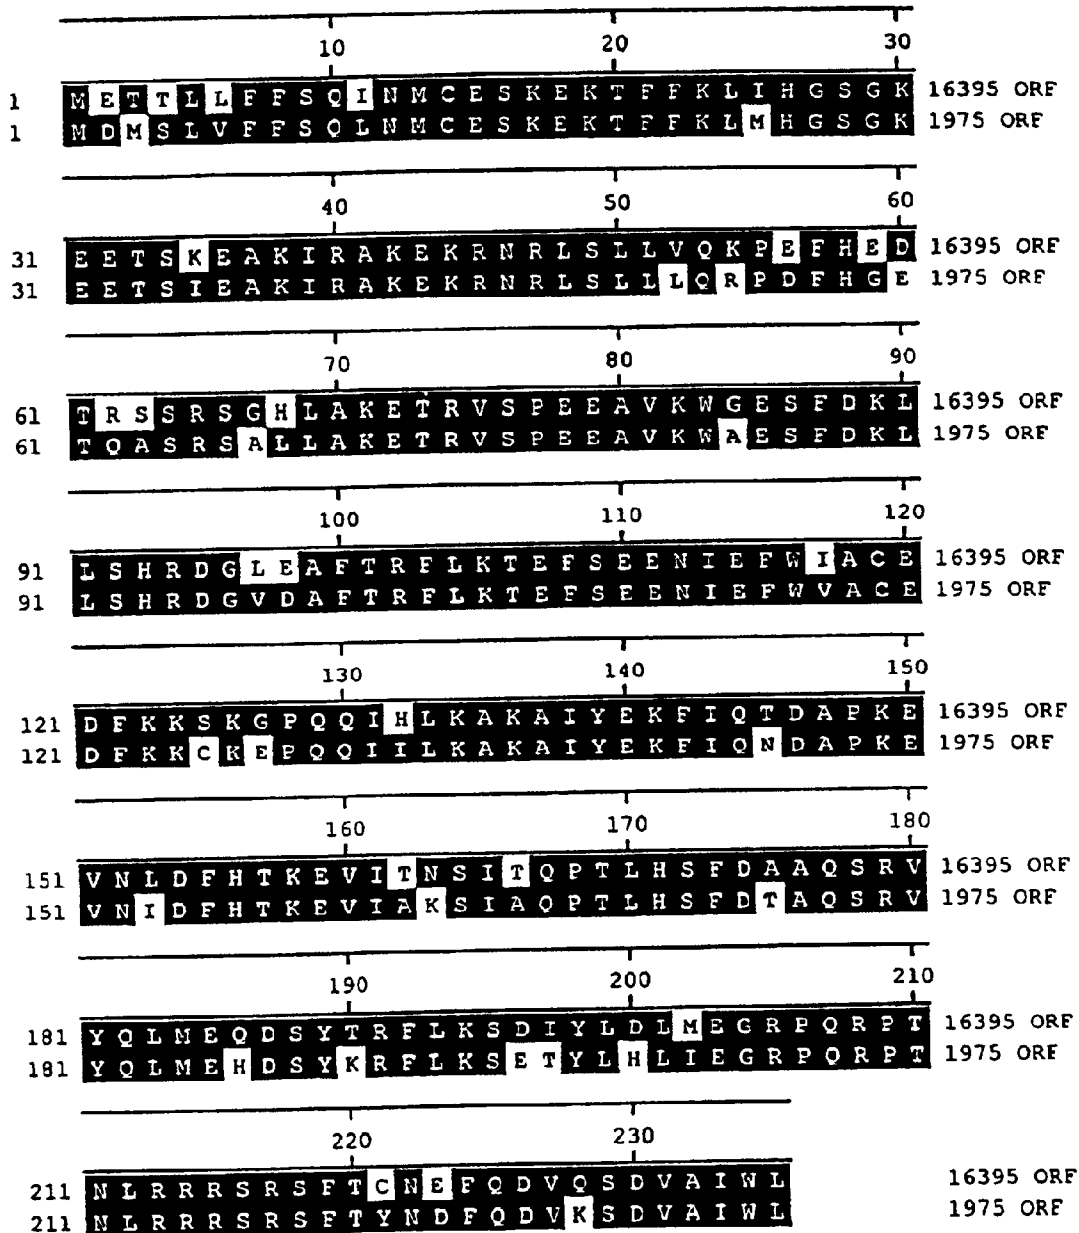 10 20 30
1 M E T T L L F F S Q I N M C E S K E K T F F K L I H G S G K 16395 ORF
1 M D M S L V F F S Q L N M C E S K E K T F F K L M H G S G K 1975 ORF
40 50 60
31 E E T S K E A K I R A K E K R N R L S L L V Q K P E F H E D 16395 ORF
31 E E T S I E A K I R A K E K R N R L S L L L Q R P D F H G E 1975 ORF
70 80 90
61 T R S S R S G H L A K E T R V S P E E A V K W G E S F D K L 16395 ORF
61 T Q A S R S A L L A K E T R V S P E E A V K W A E S F D K L 1975 ORF
100 110 120
91 L S H R D G L E A F T R F L K T E F S E E N I E F W I A C E 16395 ORF
91 L S H R D G V D A F T R F L K T E F S E E N I E F W V A C E 1975 ORF
130 140 150
121 D F K K S K G P Q Q I H L K A K A I Y E K F I Q T D A P K E 16395 ORF
121 D F K K C K E P Q Q I I L K A K A I Y E K F I Q N D A P K E 1975 ORF
160 170 180
151 V N L D F H T K E V I T N S I T Q P T L H S F D A A Q S R V 16395 ORF
151 V N I D F H T K E V I A K S I A Q P T L H S F D T A Q S R V 1975 ORF
190 200 210
181 Y Q L M E Q D S Y T R F L K S D I Y L D L M E G R P Q R P T 16395 ORF
181 Y Q L M E H D S Y K R F L K S E T Y L H L I E G R P Q R P T 1975 ORF
220 230
211 N L R R R S R S F T C N E F Q D V Q S D V A I W L 16395 ORF
211 N L R R R S R S F T Y N D F Q D V K S D V A I W L 1975 ORF